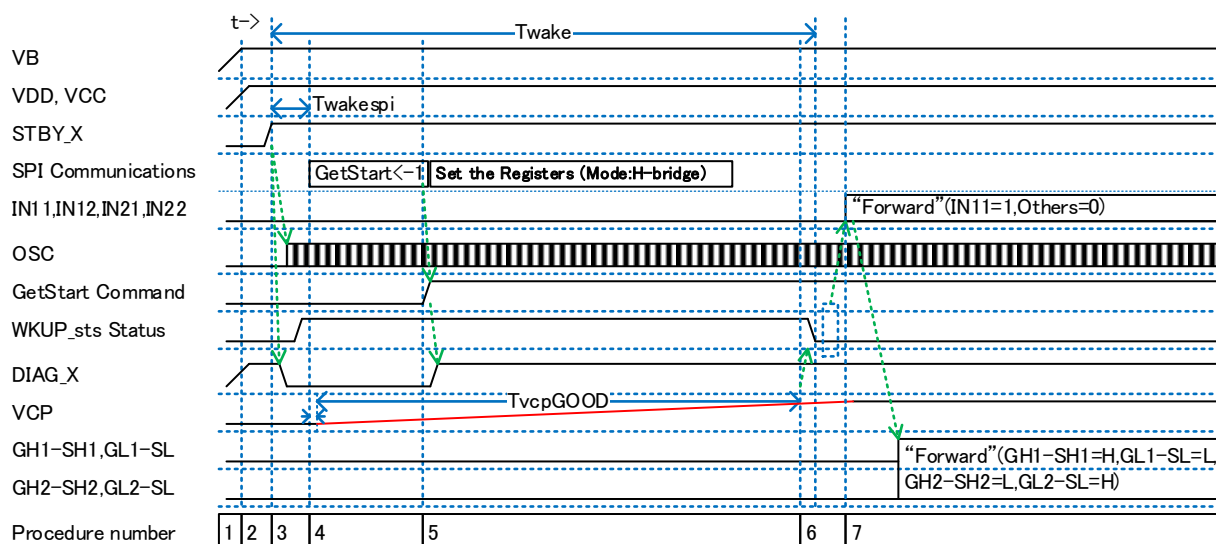 t->
Twake
VB
VDD, VCC
Twakespi
STBY_X
SPI Communications
GetStart<-1
Set the Registers (Mode:H-bridge)
IN11,IN12,IN21,IN22
“Forward”(IN11=1,Others=0)
OSC
GetStart Command
WKUP_sts Status
DIAG_X
VCP
TvcpGOOD
GH1-SH1,GL1-SL
“Forward”(GH1-SH1=H,GL1-SL=L,
GH2-SH2,GL2-SL
GH2-SH2=L,GL2-SL=H)
Procedure number
1 2 3 4 5 6 7